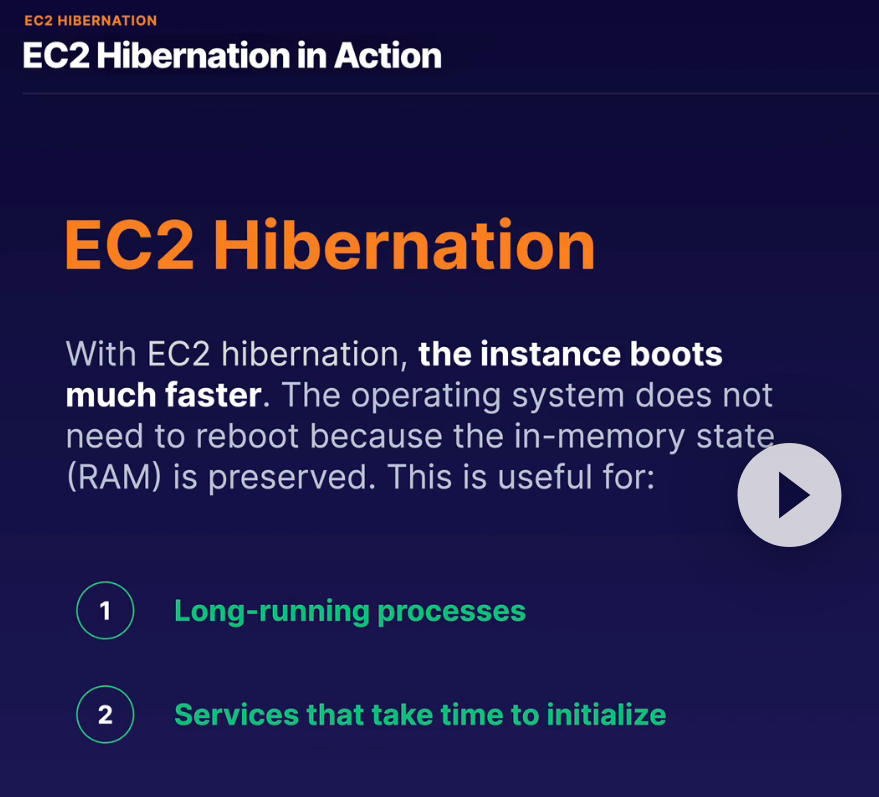 EC2 HIBERNATION
EC2 Hibernation in Action
EC2 Hibernation
With EC2 hibernation, the instance boots
much faster. The operating system does not
need to reboot because the in-memory state
(RAM) is preserved. This is useful for:
1 Long-running processes
2 Services that take time to initialize